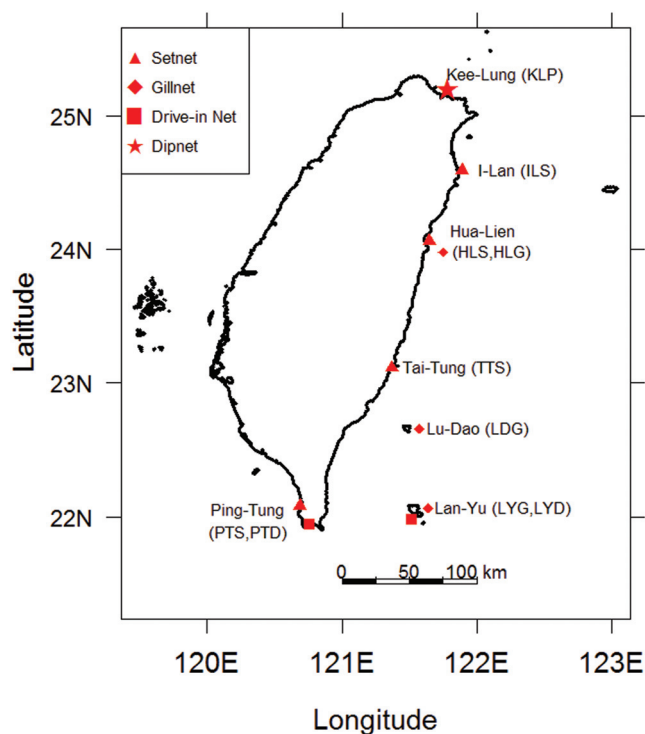 Setnet
Gillnet
Drive-in Net
Dipnet
Kee-Lung (KLP)
I-Lan (ILS)
Hua-Lien
(HLS,HLG)
Tai-Tung (TTS)
Lu-Dao (LDG)
Lan-Yu (LYG,LYD)
Ping-Tung
(PTS,PTD)
0 50 100 km
25N
24N
23N
22N
Latitude
120E 121E 122E 123E
Longitude